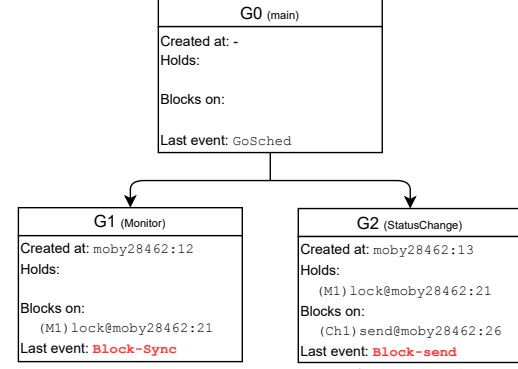 G0 (main)
Created at: -
Holds:
Blocks on:
Last event: GoSched
G1 (Monitor)
Created at: moby28462:12
Holds:
Blocks on:
(M1)lock@moby28462:21
Last event: Block-Sync
G2 (StatusChange)
Created at: moby28462:13
Holds:
(M1)lock@moby28462:21
Blocks on:
(Ch1)send@moby28462:26
Last event: Block-send